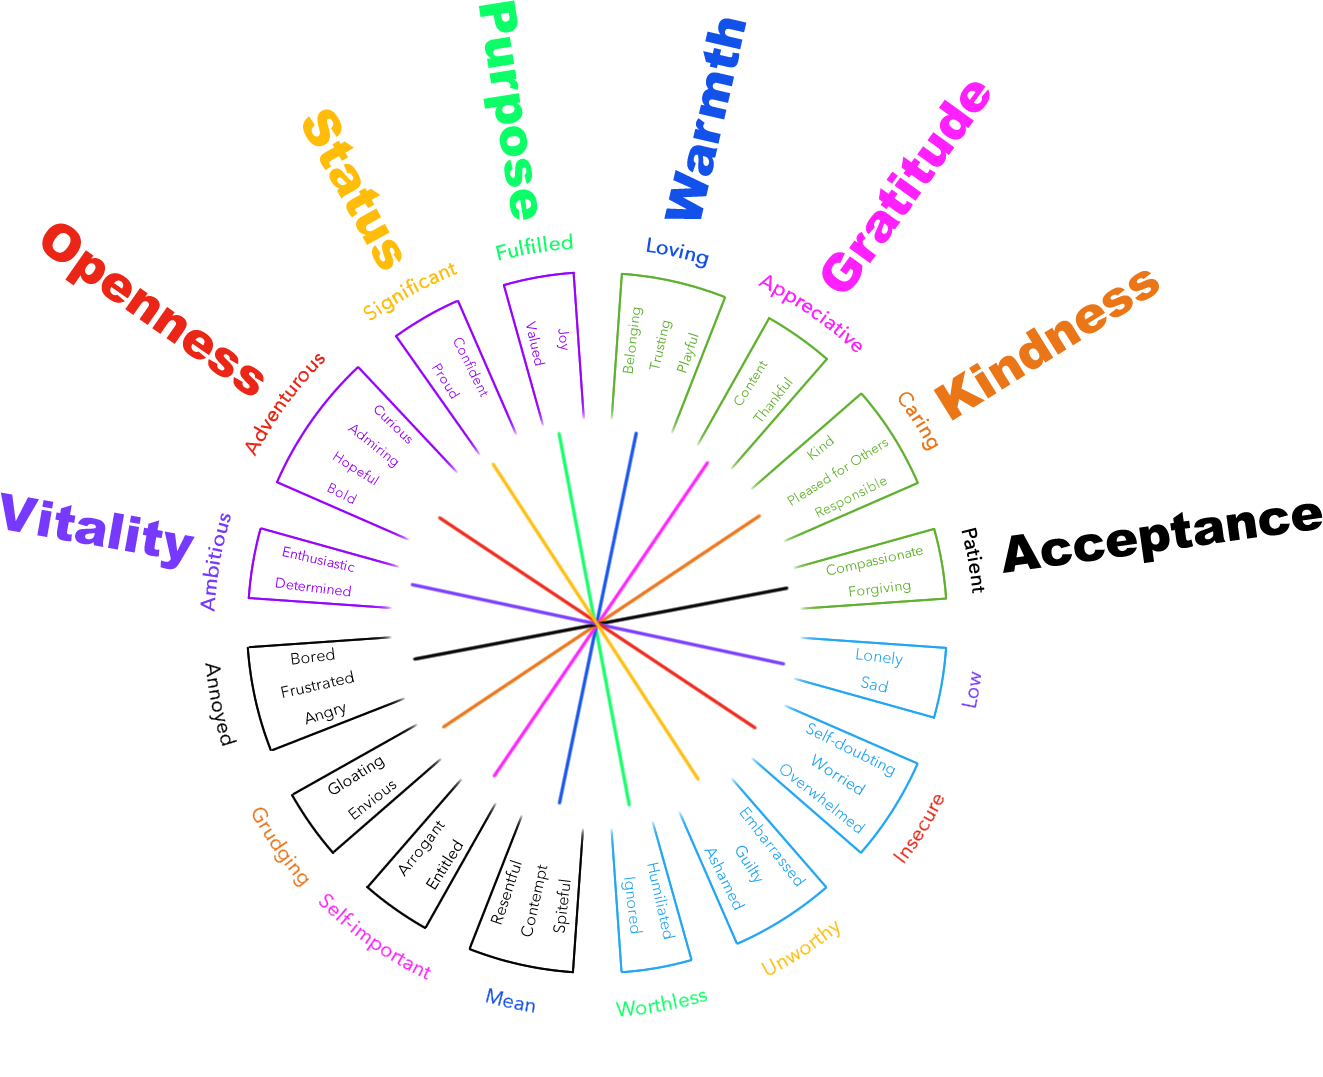 Purpose
Warmth
Status
Gratitude
Openness
Kindness
Vitality
Acceptance
Fulfilled
Valued
Joy
Loving
Belonging
Trusting
Playful
Appreciative
Content
Thankful
Caring
Kind
Pleased for Others
Responsible
Patient
Compassionate
Forgiving
Low
Lonely
Sad
Insecure
Self-doubting
Worried
Overwhelmed
Unworthy
Embarrassed
Guilty
Ashamed
Worthless
Humiliated
Ignored
Mean
Resentful
Contempt
Spiteful
Self-important
Arrogant
Entitled
Grudging
Gloating
Envious
Annoyed
Bored
Frustrated
Angry
Ambitious
Enthusiastic
Determined
Adventurous
Curious
Admiring
Hopeful
Bold
Significant
Confident
Proud